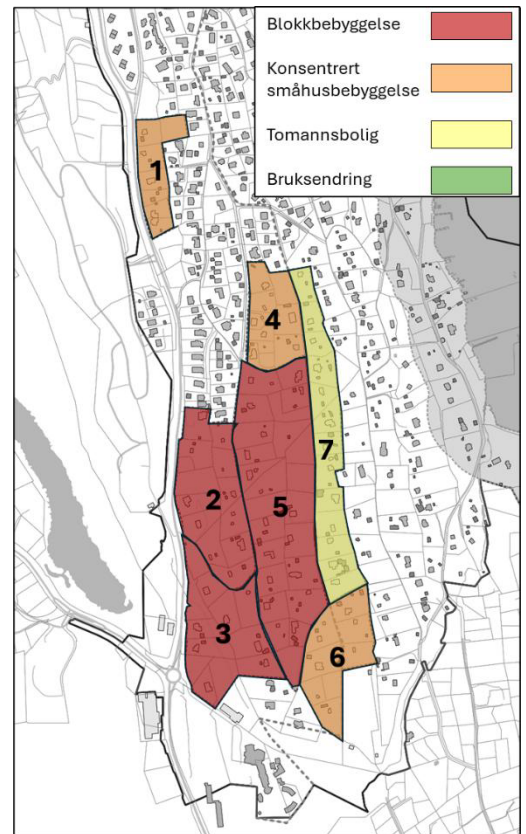 Blokkbebyggelse
Konsentrert
småhusbebyggelse
Tomannsbolig
Bruksendring
1
4
7
2
5
3
6